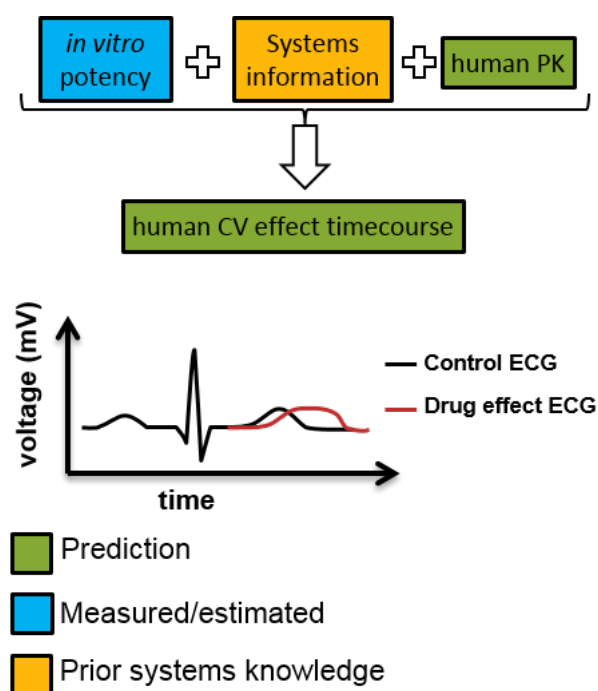 in vitro
potency
Systems
information
human PK
human CV effect timecourse
voltage (mV)
time
Control ECG
Drug effect ECG
Prediction
Measured/estimated
Prior systems knowledge